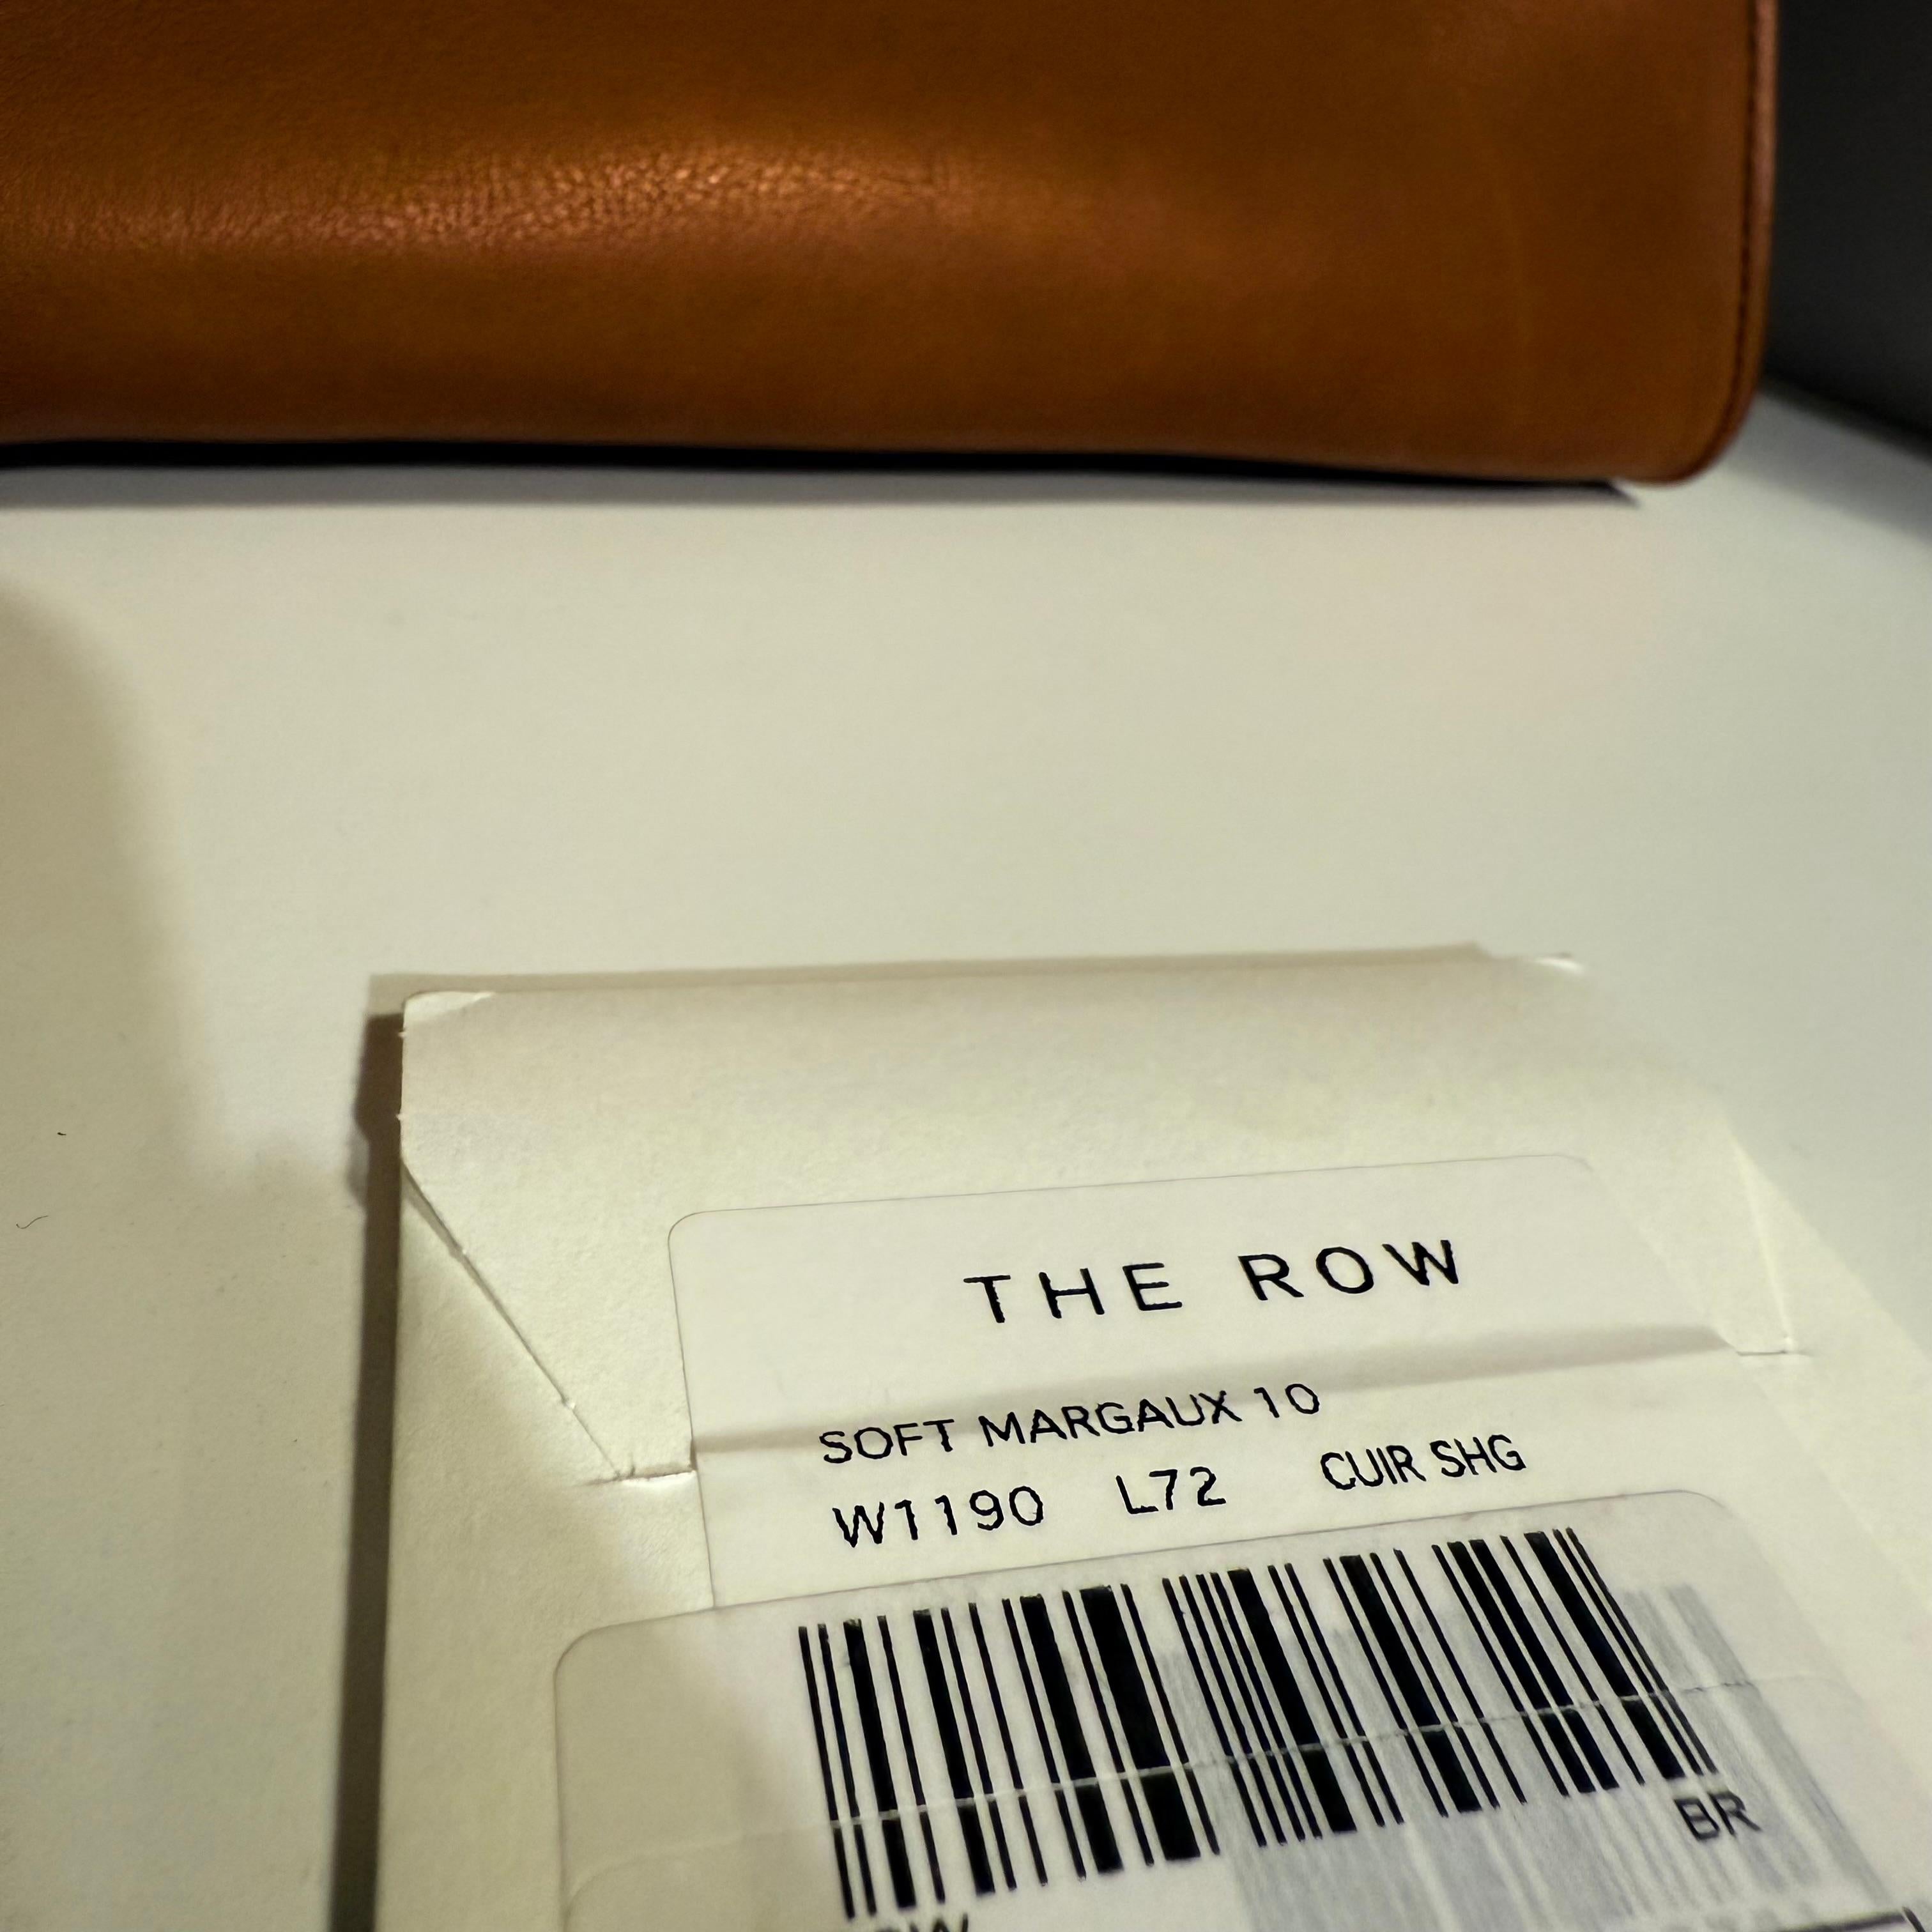 THE ROW
SOFT MARGAUX 10
W1190 L72 CUIR SHG
BR